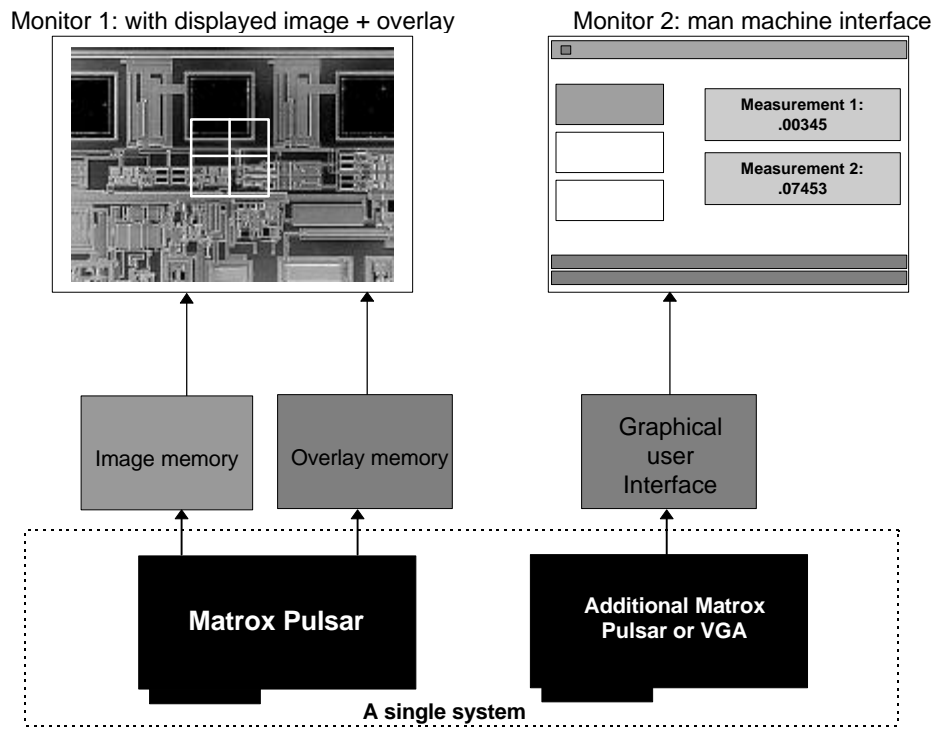 Monitor 1: with displayed image + overlay
Monitor 2: man machine interface
Measurement 1:
.00345
Measurement 2:
.07453
Image memory
Overlay memory
Graphical
user
Interface
Matrox Pulsar
Additional Matrox
Pulsar or VGA
A single system